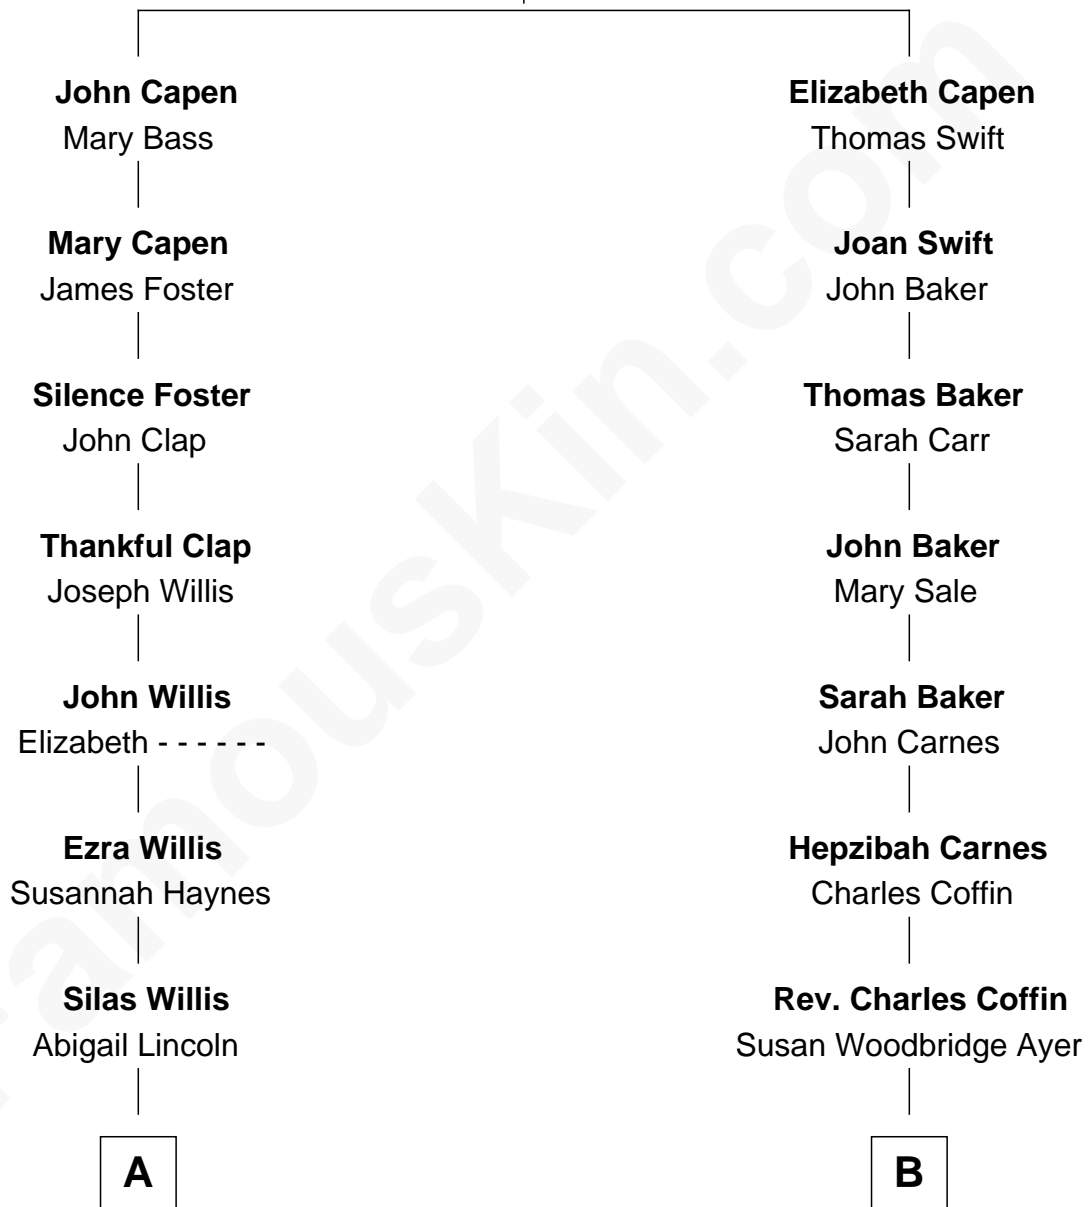 John Capen
Mary Bass
Mary Capen
James Foster
Silence Foster
John Clap
Thankful Clap
Joseph Willis
John Willis
Elizabeth - - - - - -
Ezra Willis
Susannah Haynes
Silas Willis
Abigail Lincoln
A
Elizabeth Capen
Thomas Swift
Joan Swift
John Baker
Thomas Baker
Sarah Carr
John Baker
Mary Sale
Sarah Baker
John Carnes
Hepzibah Carnes
Charles Coffin
Rev. Charles Coffin
Susan Woodbridge Ayer
B
FamousKin.com